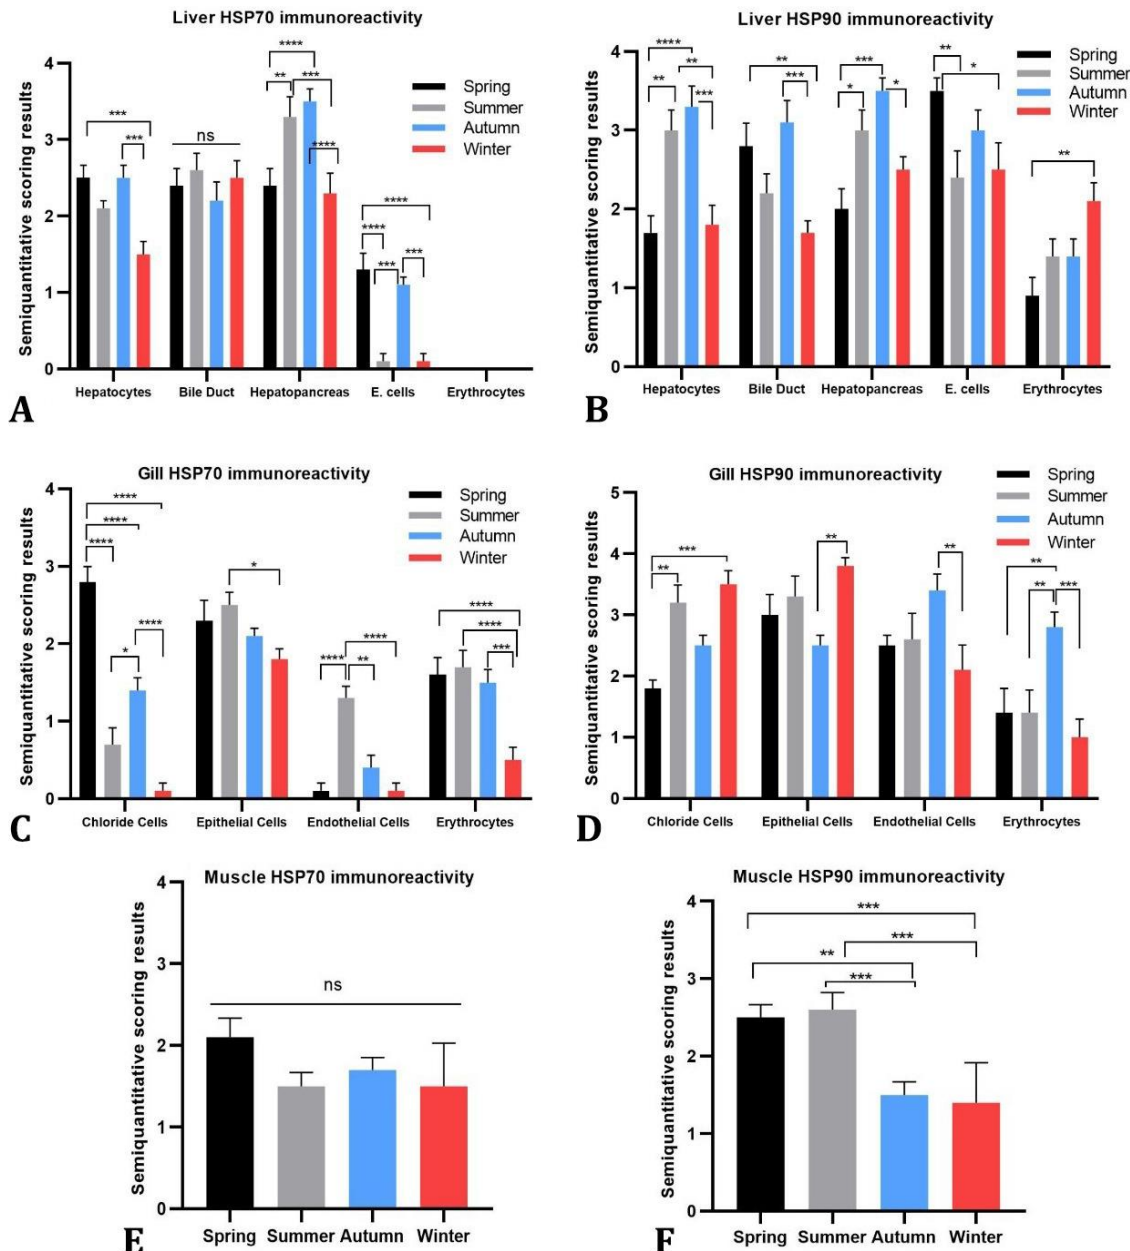 Liver HSP70 immunoreactivity
Semiquantitative scoring results
4
3
2
1
0
Spring
Summer
Autumn
Winter
***
***
ns
****
**
***
****
****
****
***
***
Hepatocytes
Bile Duct
Hepatopancreas
E. cells
Erythrocytes
A
Liver HSP90 immunoreactivity
Semiquantitative scoring results
4
3
2
1
0
Spring
Summer
Autumn
Winter
****
**
**
***
**
***
***
*
*
**
*
**
Hepatocytes
Bile Duct
Hepatopancreas
E. cells
Erythrocytes
B
Gill HSP70 immunoreactivity
Semiquantitative scoring results
4
3
2
1
0
Spring
Summer
Autumn
Winter
****
****
****
****
*
*
****
****
**
****
****
***
Chloride Cells
Epithelial Cells
Endothelial Cells
Erythrocytes
C
Gill HSP90 immunoreactivity
Semiquantitative scoring results
5
4
3
2
1
0
Spring
Summer
Autumn
Winter
***
**
**
**
**
**
***
Chloride Cells
Epithelial Cells
Endothelial Cells
Erythrocytes
D
Muscle HSP70 immunoreactivity
Semiquantitative scoring results
4
3
2
1
0
ns
Spring Summer Autumn Winter
E
Muscle HSP90 immunoreactivity
Semiquantitative scoring results
4
3
2
1
0
***
***
**
***
Spring Summer Autumn Winter
F